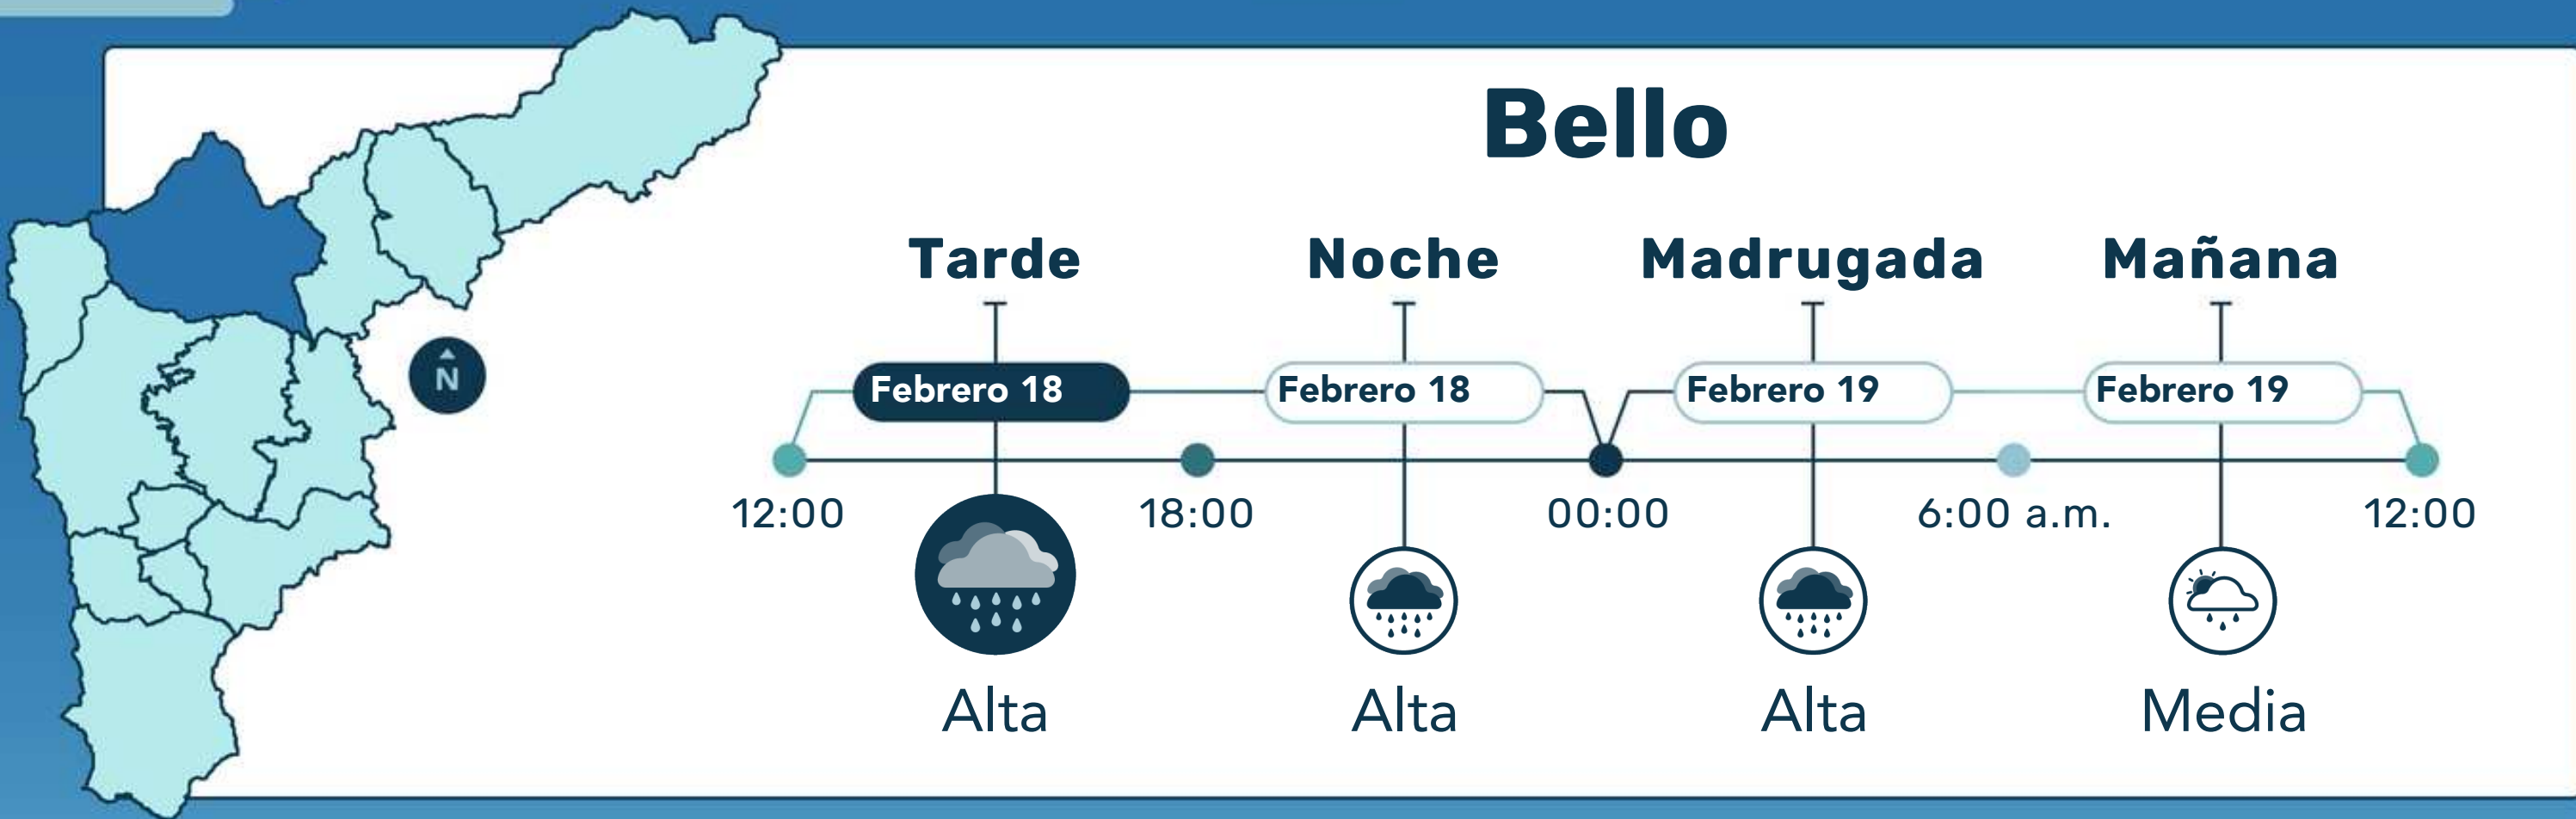 Bello
Tarde Noche Madrugada Mañana
Febrero 18 Febrero 18 Febrero 19 Febrero 19
N
12:00 18:00 00:00 6:00 a.m. 12:00
Alta Alta Alta Media